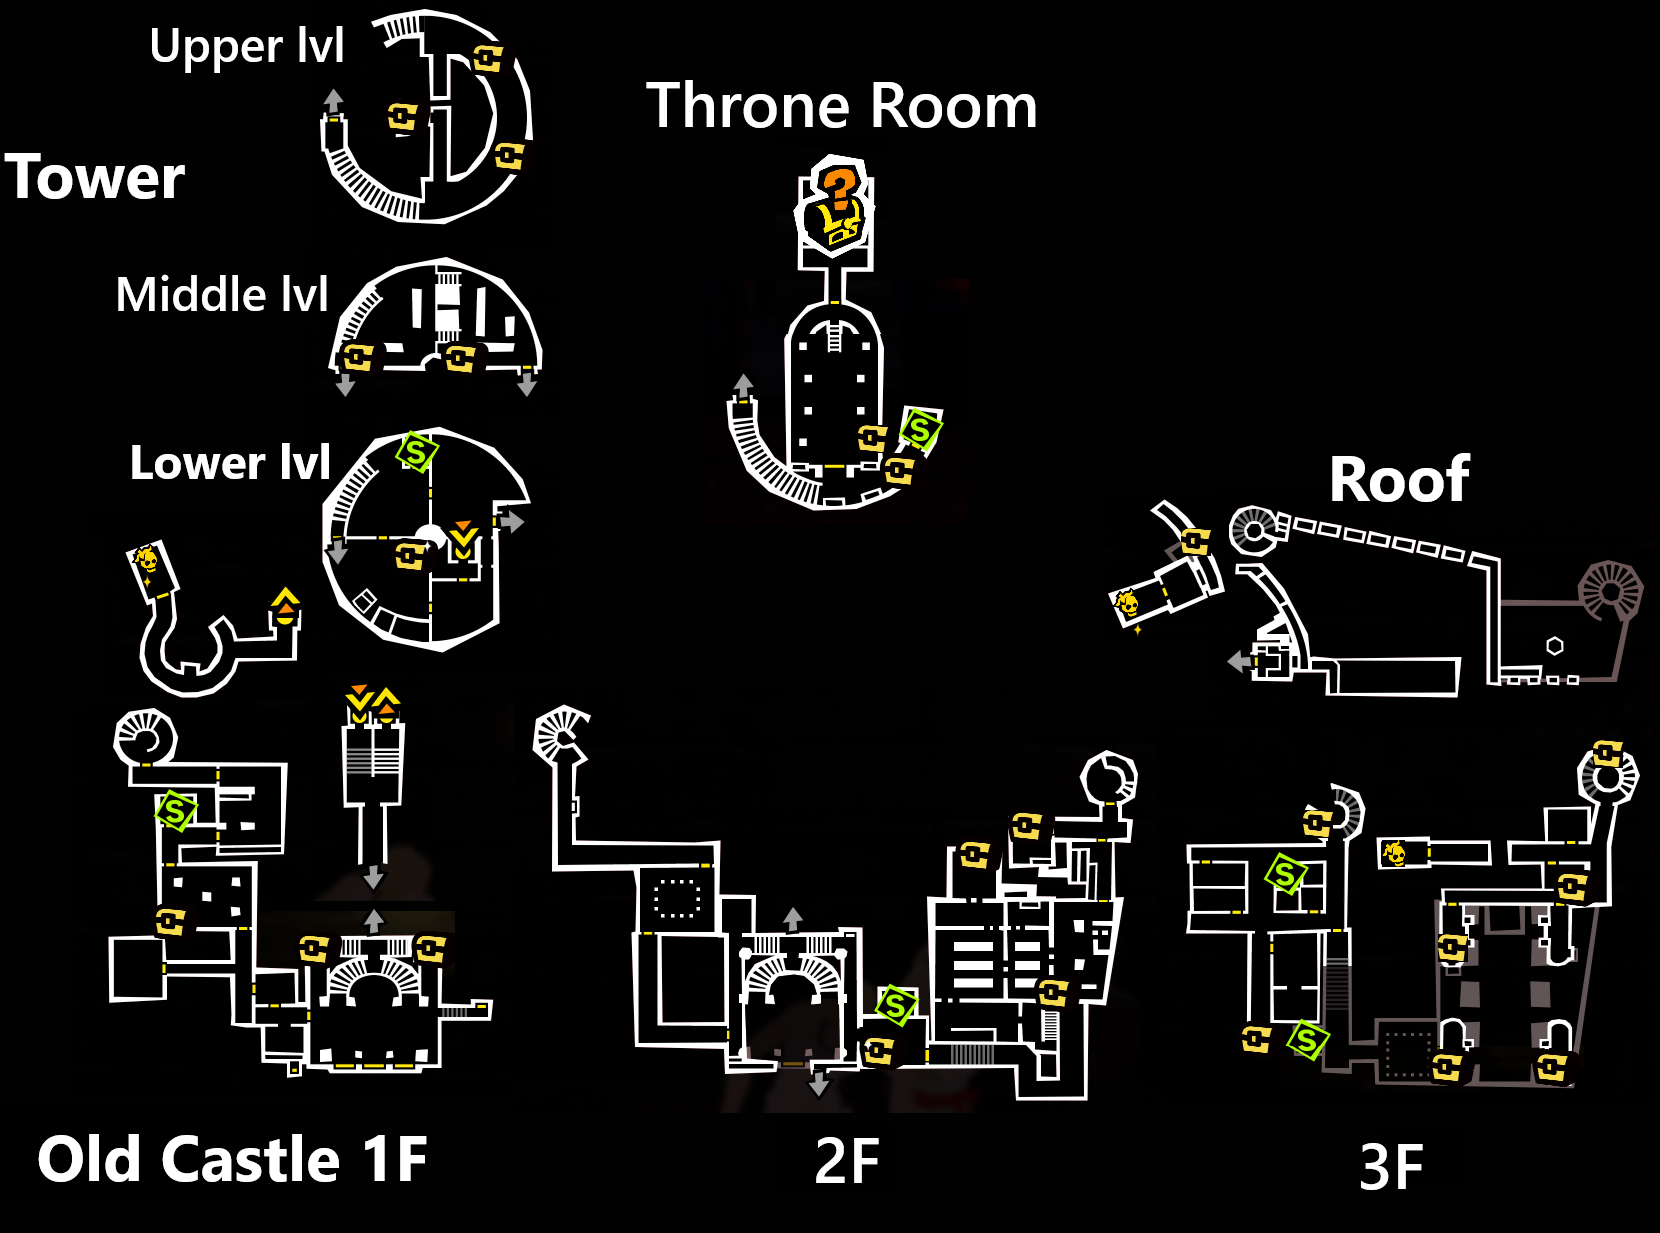 Upper lvl
Throne Room
?
Tower
Middle lvl
S
S
Lower lvl
Roof
S
S
S
S
Old Castle 1F
2F
3F